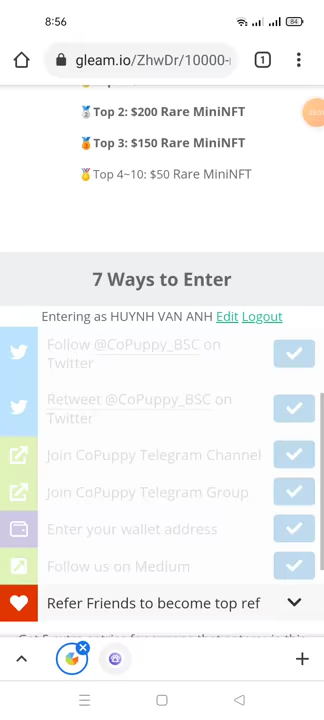 8:56
84
gleam.io/ZhwDr/10000-
1
🥈Top 2: $200 Rare MiniNFT
🥉Top 3: $150 Rare MiniNFT
🏅Top 4~10: $50 Rare MiniNFT
7 Ways to Enter
Entering as HUYNH VAN ANH Edit Logout
Follow @CoPuppy_BSC on
Twitter
Retweet @CoPuppy_BSC on
Twitter
Join CoPuppy Telegram Channel
Join CoPuppy Telegram Group
Enter your wallet address
Follow us on Medium
Refer Friends to become top ref